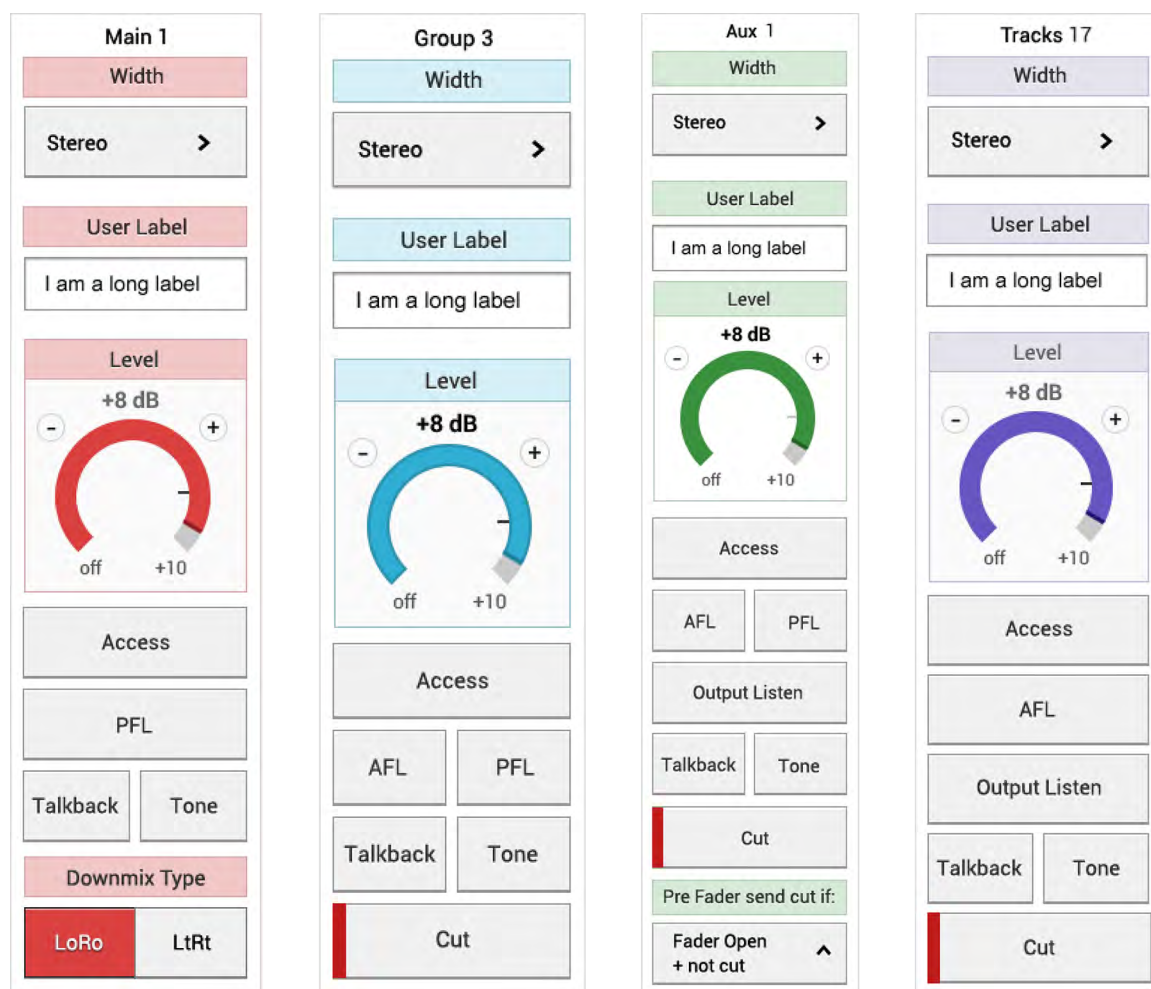 Main 1
Width
Stereo
User Label
I am a long label
Level
+8 dB
- +
off +10
Access
PFL
Talkback Tone
Downmix Type
LoRo LtRt
Group 3
Width
Stereo
User Label
I am a long label
Level
+8 dB
- +
off +10
Access
AFL PFL
Talkback Tone
Cut
Aux 1
Width
Stereo
User Label
I am a long label
Level
+8 dB
- +
off +10
Access
AFL PFL
Output Listen
Talkback Tone
Cut
Pre Fader send cut if:
Fader Open
+ not cut
Tracks 17
Width
Stereo
User Label
I am a long label
Level
+8 dB
- +
off +10
Access
AFL
Output Listen
Talkback Tone
Cut